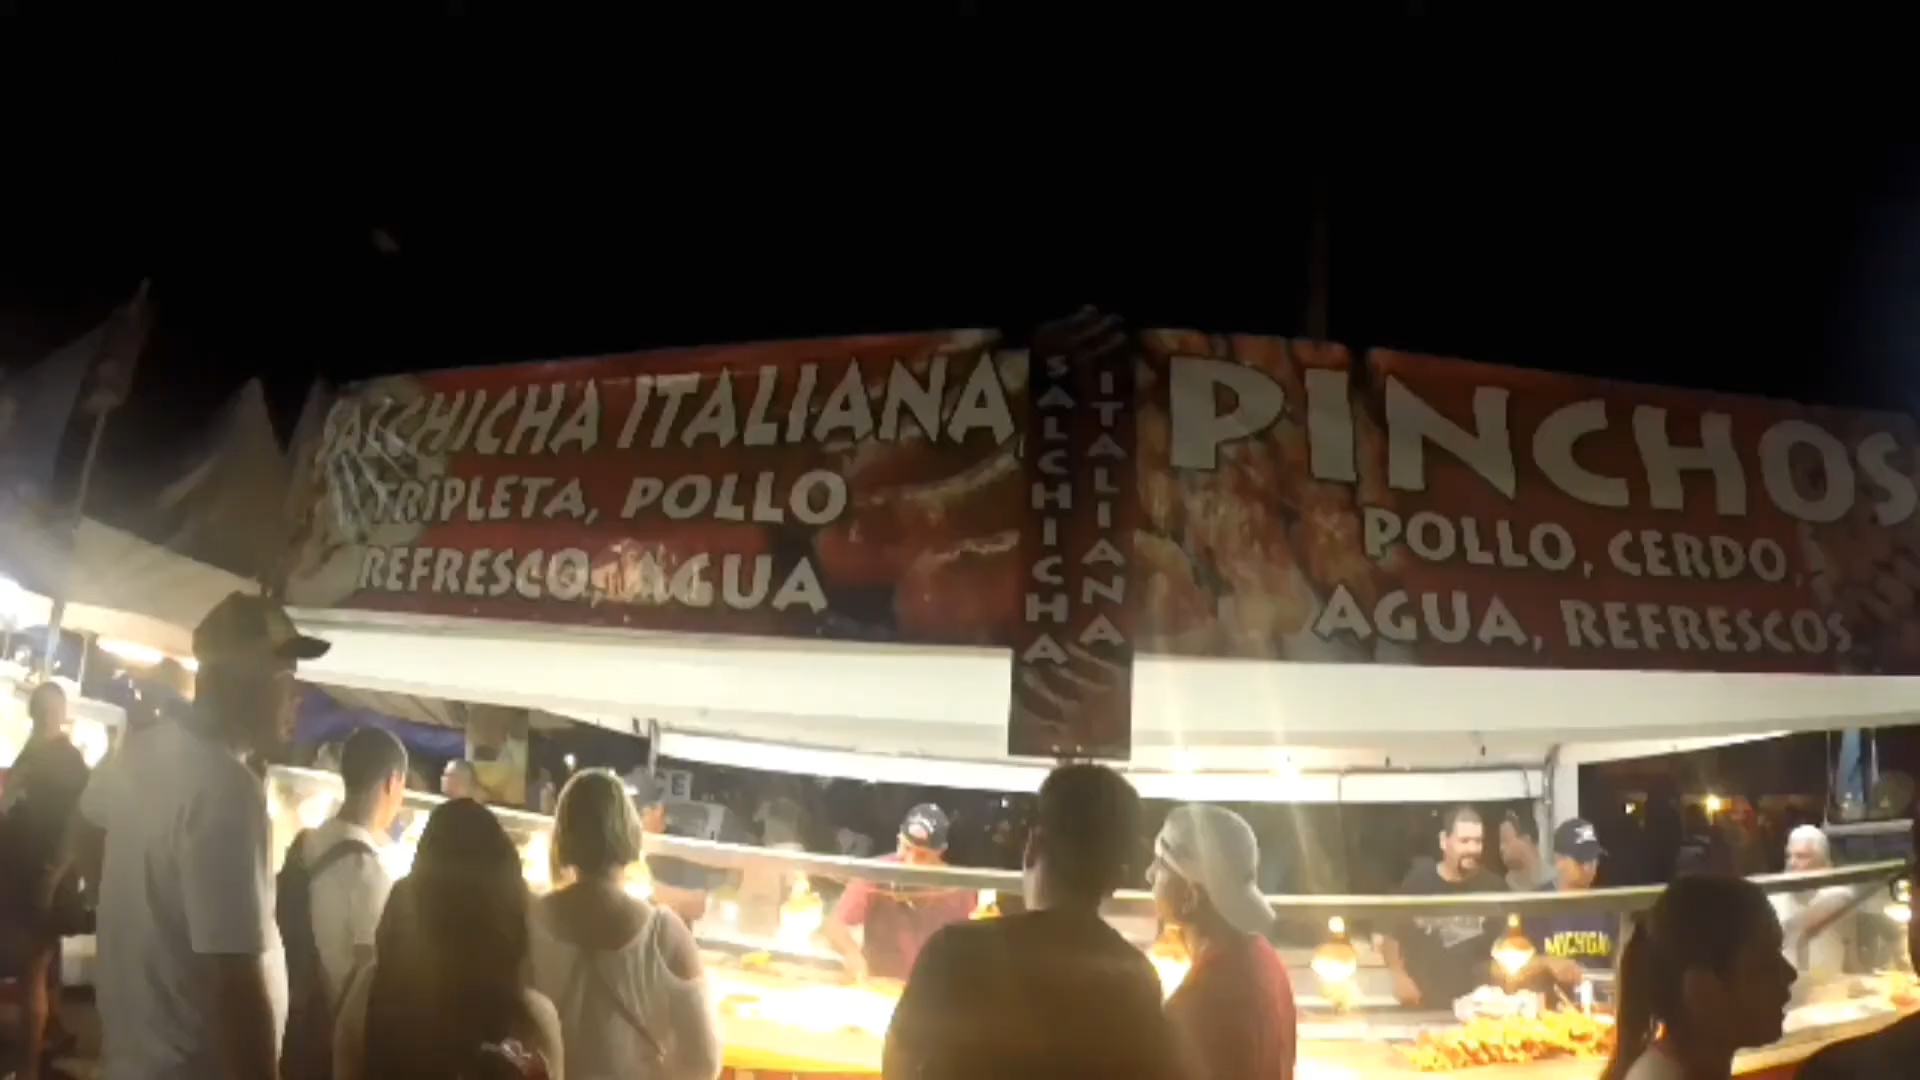 SALCHICHA ITALIANA
TRIPLETA, POLLO
REFRESCO, AGUA
SALCHICHA
ITALIANA
PINCHOS
POLLO, CERDO,
AGUA, REFRESCOS
MICHIGAN